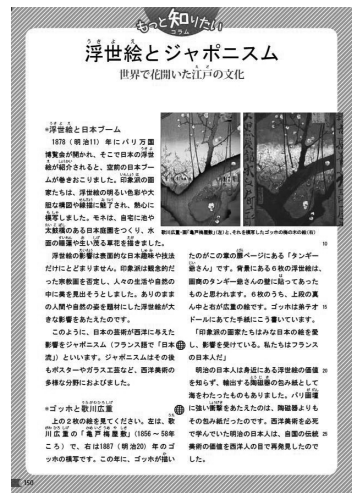 もっと知りたい
コラム
浮世絵とジャポニスム
世界で花開いた江戸の文化
●浮世絵と日本ブーム
1878(明治11)年にパリ万国
博覧会が開かれ、そこで日本の浮世
絵が紹介されると、空前の日本ブー
ムが巻きおこりました。印象派の画
家たちは、浮世絵の明るい色彩や大
胆な構図や線描に魅了され、熱心に
模写しました。モネは、自宅に池や
太鼓橋のある日本庭園をつくり、水
面の睡蓮や生い茂る草花を描きました。
浮世絵の影響は表面的な日本趣味や技法
だけにとどまりません。印象派は観念的だ
った宗教画を否定し、人々の生活や自然の
中に美を見出そうとしました。ありのまま
の人間や自然の姿を題材にした浮世絵が大
きな影響をあたえたのです。
このように、日本の芸術が西洋に与えた
影響をジャポニスム(フランス語で「日本
流」)といいます。ジャポニスムはその後
もポスターやガラス工芸など、西洋美術の
多様な分野におよびました。
●ゴッホと歌川広重
上の2枚の絵を見てください。左は、歌
川広重の「亀戸梅屋敷」(1856〜58年
ころ)で、右は1887(明治20)年のゴ
ッホの模写です。この年に、ゴッホが描い
歌川広重・画「亀戸梅屋敷」(左)と、それを模写したゴッホの梅の木の絵(右)
たのがこの章の扉ページにある「タンギー
爺さん」です。背景にある6枚の浮世絵は、
画商のタンギー爺さんの壁に貼ってあった
ものと思われます。6枚のうち、上段の真
ん中と右が広重の絵です。ゴッホは弟テオ
ドールにあてた手紙にこう書いています。
「印象派の画家たちはみな日本の絵を愛
し、影響を受けている。私たちはフランス
の日本人だ」
明治の日本人は身近にある浮世絵の価値
を知らず、輸出する陶磁器の包み紙として
海をわたったものもありました。パリ画壇
に強い衝撃をあたえたのは、陶磁器よりも
その包み紙だったのです。西洋美術を必死
で学んでいた明治の日本人は、自国の伝統
美術の価値を西洋人の目で再発見したので
した。
10
15
20
25
150